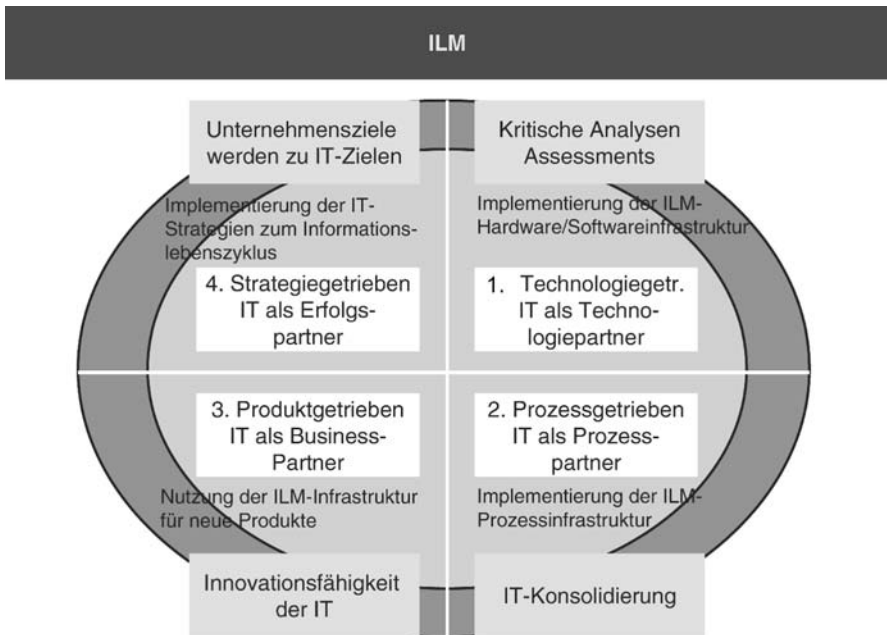 ILM
Unternehmensziele
werden zu IT-Zielen
Kritische Analysen
Assessments
Implementierung der IT-
Strategien zum Informations-
lebenszyklus
Implementierung der ILM-
Hardware/Softwareinfrastruktur
4. Strategiegetrieben
IT als Erfolgs-
partner
1. Technologiegetr.
IT als Techno-
logiepartner
3. Produktgetrieben
IT als Business-
Partner
2. Prozessgetrieben
IT als Prozess-
partner
Nutzung der ILM-Infrastruktur
für neue Produkte
Implementierung der ILM-
Prozessinfrastruktur
Innovationsfähigkeit
der IT
IT-Konsolidierung